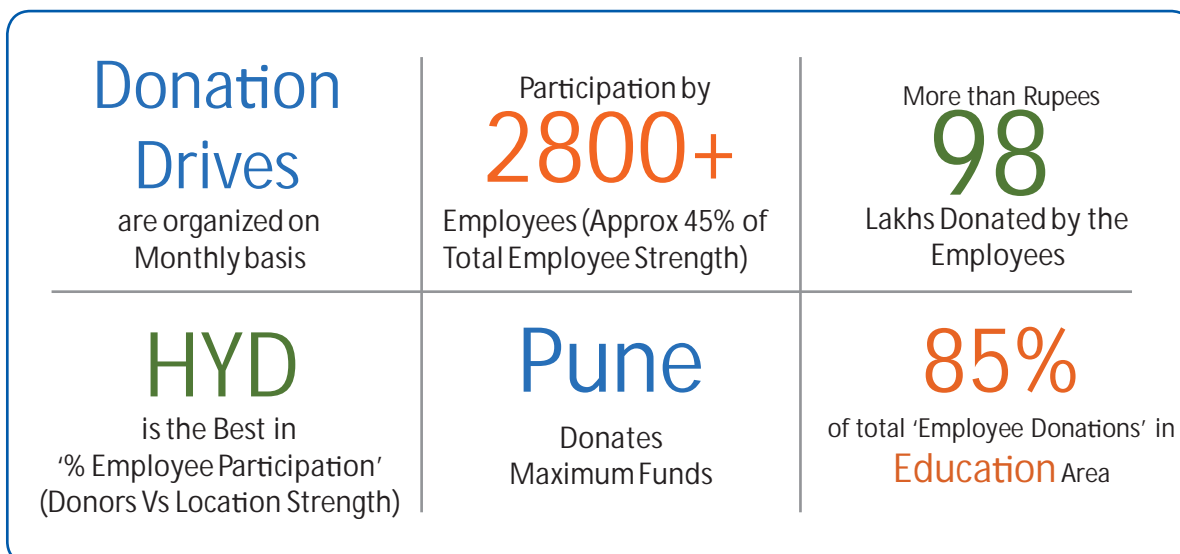 Donation
Drives
are organized on
Monthly basis
Participation by
2800+
Employees (Approx 45% of
Total Employee Strength)
More than Rupees
98
Lakhs Donated by the
Employees
HYD
is the Best in
‘% Employee Participation’
(Donors Vs Location Strength)
Pune
Donates
Maximum Funds
85%
of total ‘Employee Donations’ in
Education Area